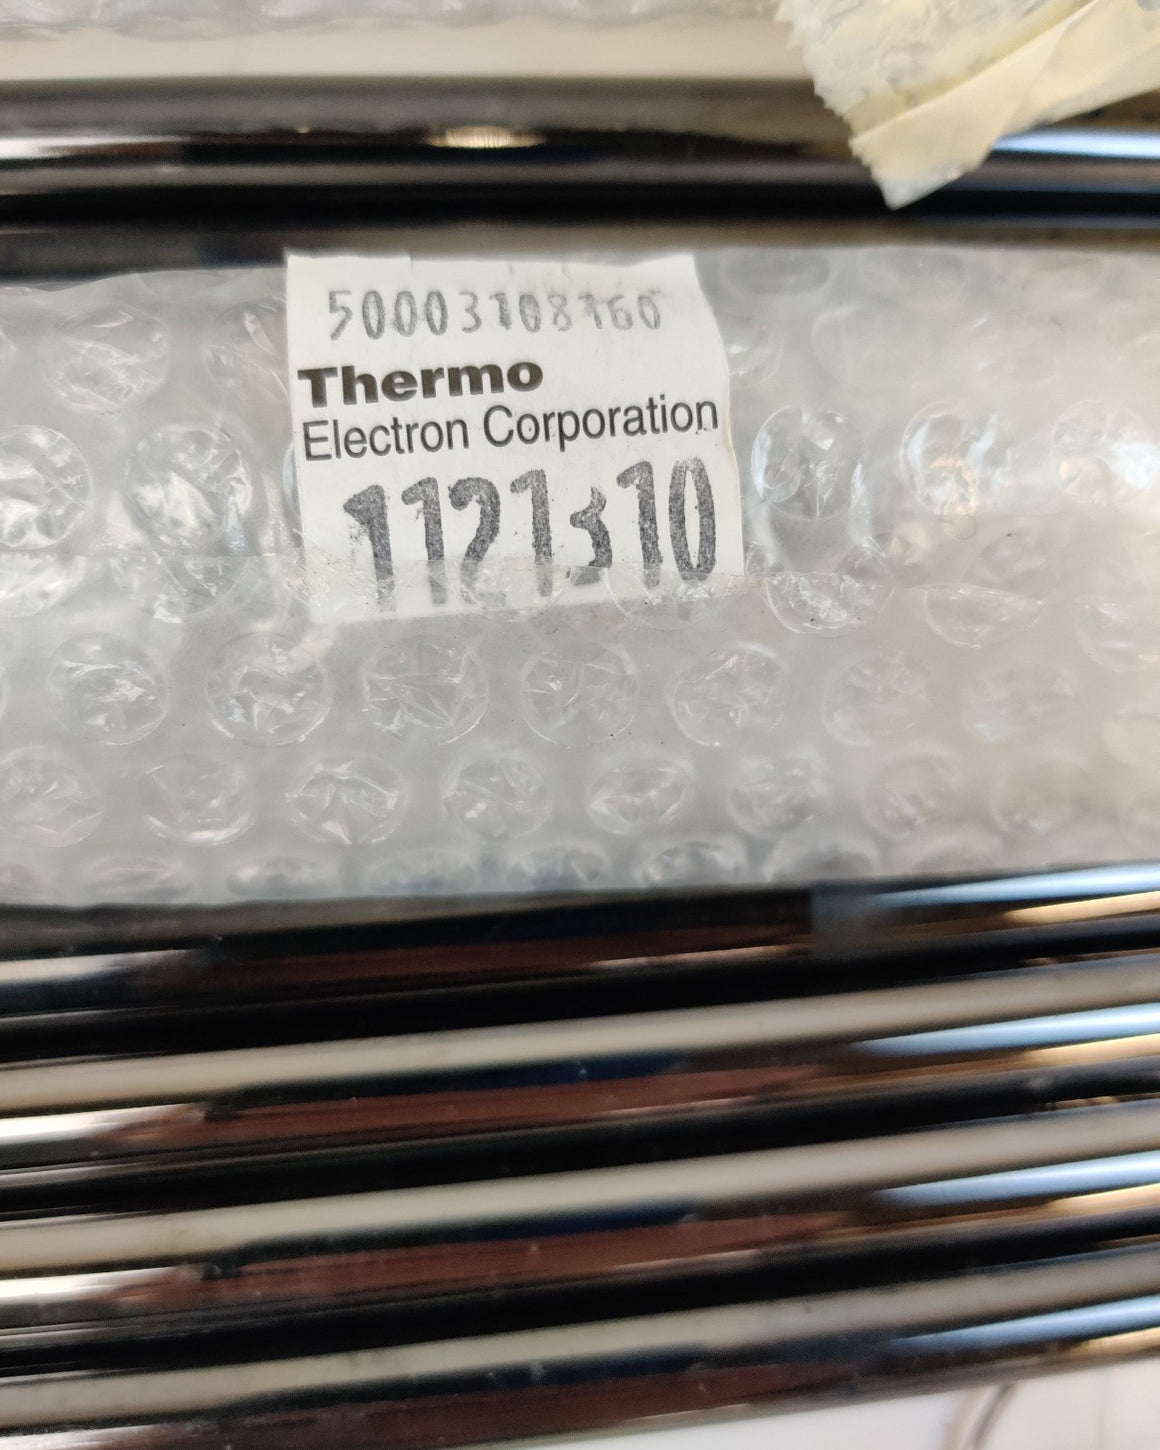 50003108160
Thermo
Electron Corporation
1121310